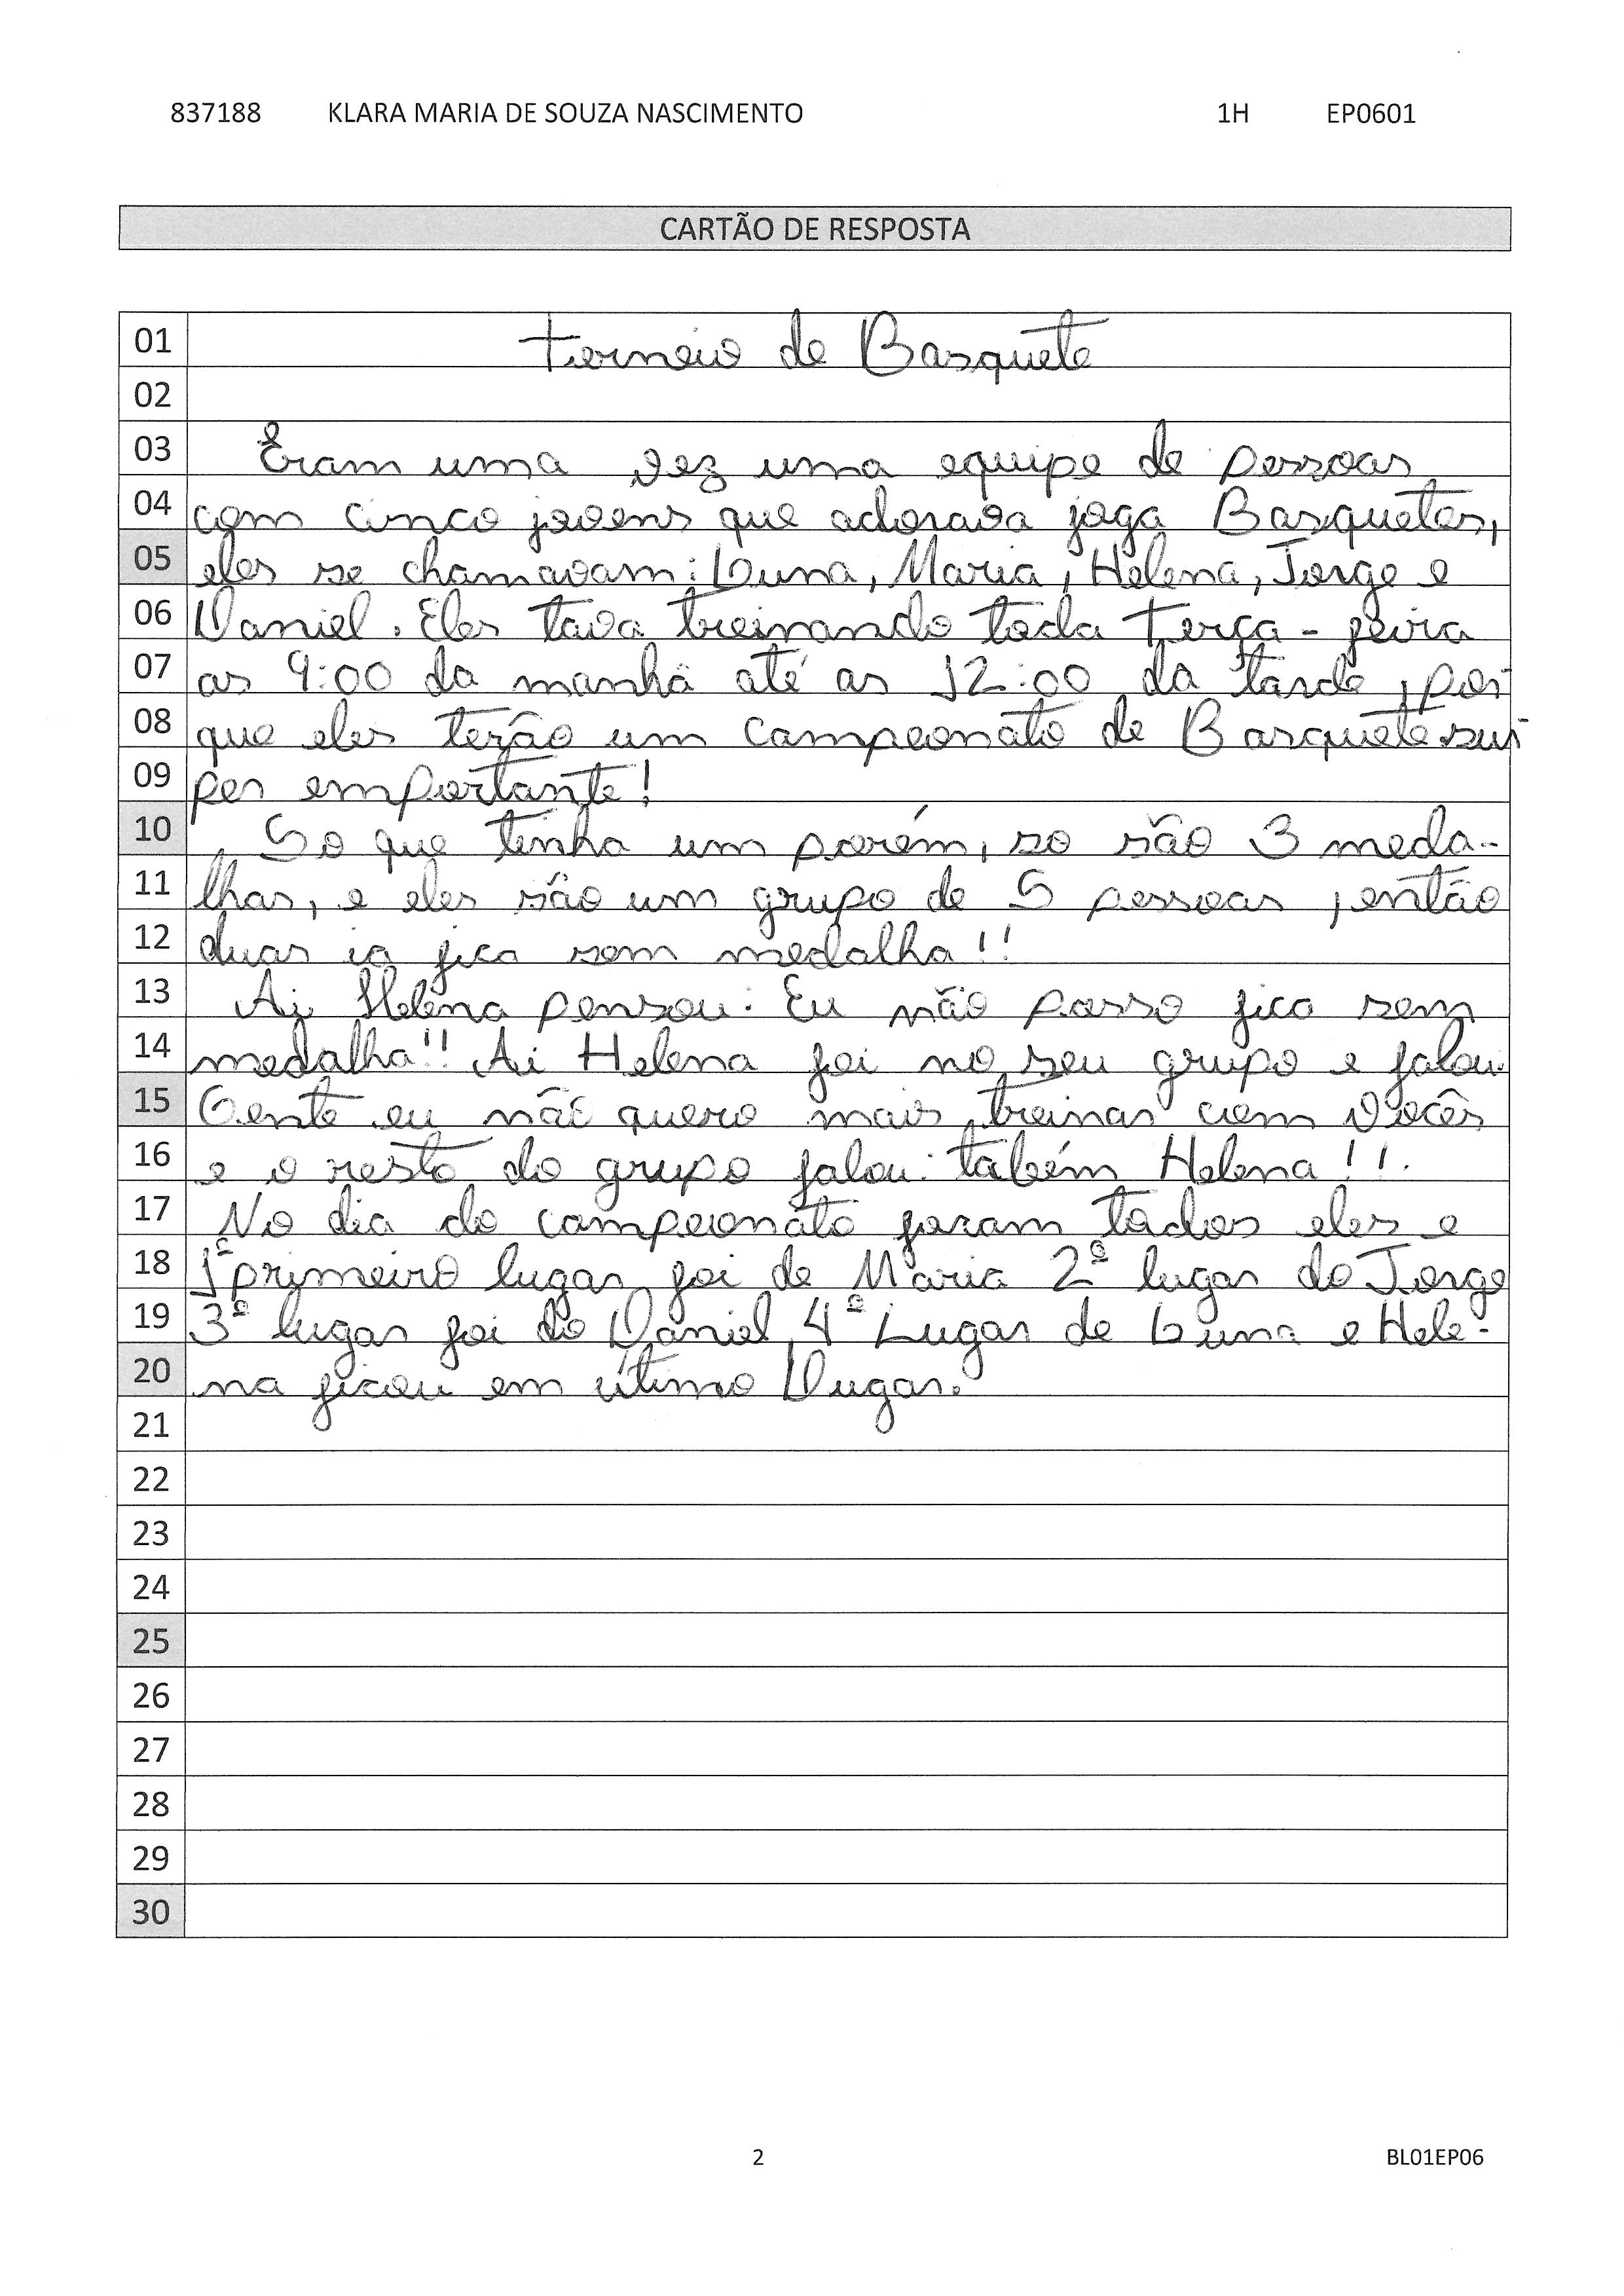 837188 KLARA MARIA DE SOUZA NASCIMENTO 1H EP0601
CARTÃO DE RESPOSTA
01 Torneio de Basquete
02
03 Eram uma vez uma equipe de pessoas
04 com cinco jovens que adorava joga Basquetes,
05 eles se chamavam: Luna, Maria, Helena, Jorge e
06 Daniel. Eles tava treinando toda Terça-feira
07 as 9:00 da manhã até as 12:00 da tarde, por
08 que eles terão um campeonato de Basquete su-
09 per emportante!
10 So que tinha um porém, so são 3 meda-
11 lhas, e eles são um grupo de 5 pessoas, então
12 duas ia fica sem medalha!!
13 Ai Helena pensou: Eu não posso fica sem
14 medalha!! Ai Helena foi no seu grupo e falou:
15 Gente eu não quero mais treinar com vocês
16 e o resto do grupo falou: tabém Helena!!.
17 No dia do campeonato foram todos eles e
18 1º primeiro lugar foi de Maria 2º lugar do Jorge
19 3º lugar foi do Daniel, 4º Lugar de Luna e Hele-
20 na ficou em útimo Lugar.
21
22
23
24
25
26
27
28
29
30
2 BL01EP06